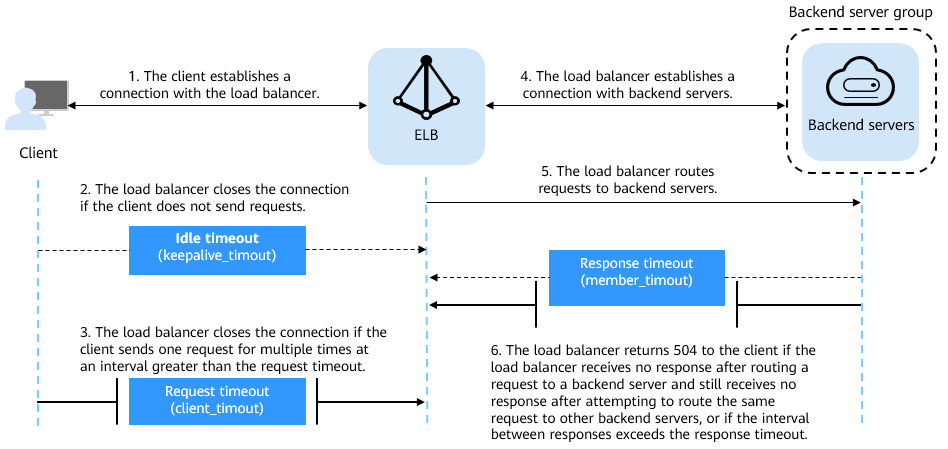 Backend server group
1. The client establishes a
connection with the load balancer.
4. The load balancer establishes a
connection with backend servers.
Client
ELB
Backend servers
2. The load balancer closes the connection
if the client does not send requests.
5. The load balancer routes
requests to backend servers.
Idle timeout
(keepalive_timout)
Response timeout
(member_timout)
3. The load balancer closes the connection if the
client sends one request for multiple times at
an interval greater than the request timeout.
Request timeout
(client_timout)
6. The load balancer returns 504 to the client if the
load balancer receives no response after routing a
request to a backend server and still receives no
response after attempting to route the same
request to other backend servers, or if the interval
between responses exceeds the response timeout.